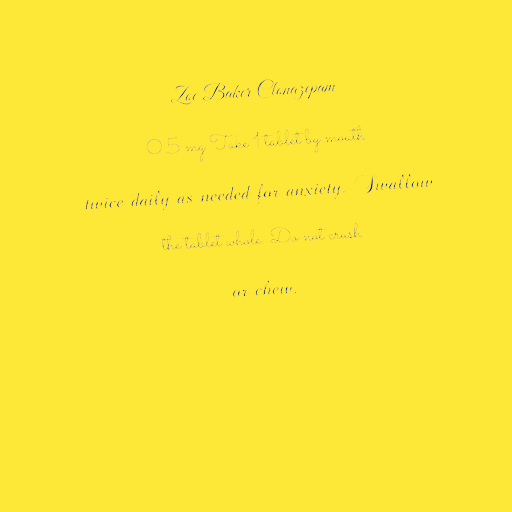 Zoe Baker Clonazepam
0.5 mg Take 1 tablet by mouth
twice daily as needed for anxiety. Swallow
the tablet whole. Do not crush
or chew.